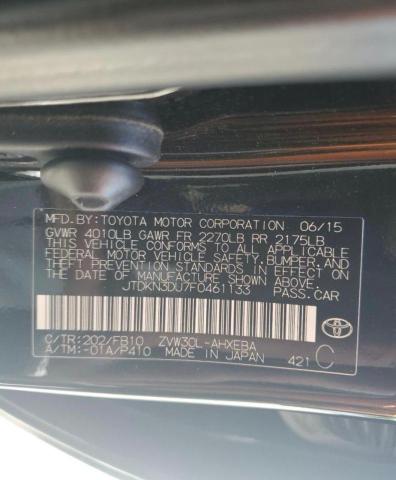 MFD.BY:TOYOTA MOTOR CORPORATION 06/15
GVWR 4010LB GAWR FR 2270LB RR 2175LB
THIS VEHICLE CONFORMS TO ALL APPLICABLE
FEDERAL MOTOR VEHICLE SAFETY,BUMPER,AND
THEFT PREVENTION STANDARDS IN EFFECT ON
THE DATE OF MANUFACTURE SHOWN ABOVE.
JTDKN3DU7F0461133 PASS.CAR
TOYOTA
C/TR:202/FB10 ZVW30L-AHXEBA
A/TM:-01A/P410 MADE IN JAPAN 421 C